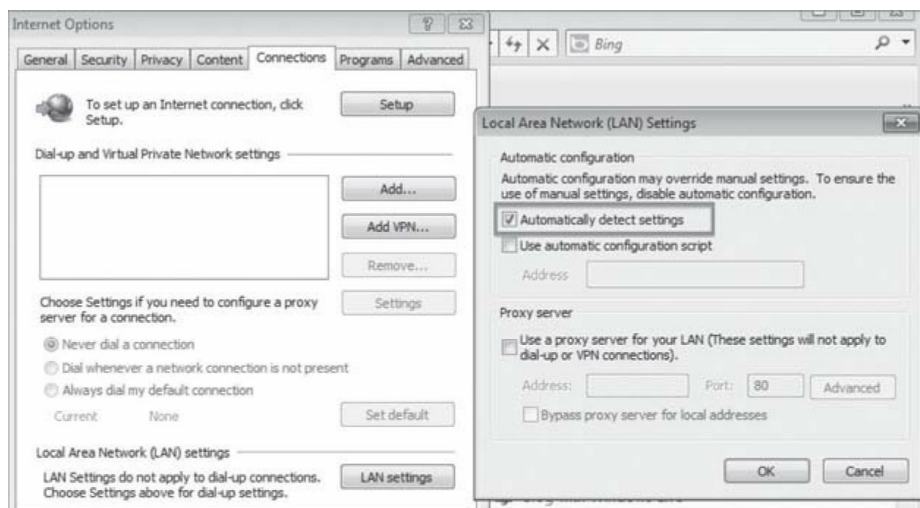 Internet Options
General Security Privacy Content Connections Programs Advanced
To set up an Internet connection, click
Setup.
Setup
Dial-up and Virtual Private Network settings
Add...
Add VPN...
Remove...
Choose Settings if you need to configure a proxy
server for a connection.
Settings
Never dial a connection
Dial whenever a network connection is not present
Always dial my default connection
Current None
Set default
Local Area Network (LAN) settings
LAN Settings do not apply to dial-up connections.
Choose Settings above for dial-up settings.
LAN settings
Bing
Local Area Network (LAN) Settings
Automatic configuration
Automatic configuration may override manual settings. To ensure the
use of manual settings, disable automatic configuration.
Automatically detect settings
Use automatic configuration script
Address
Proxy server
Use a proxy server for your LAN (These settings will not apply to
dial-up or VPN connections).
Address: Port: 80 Advanced
Bypass proxy server for local addresses
OK Cancel